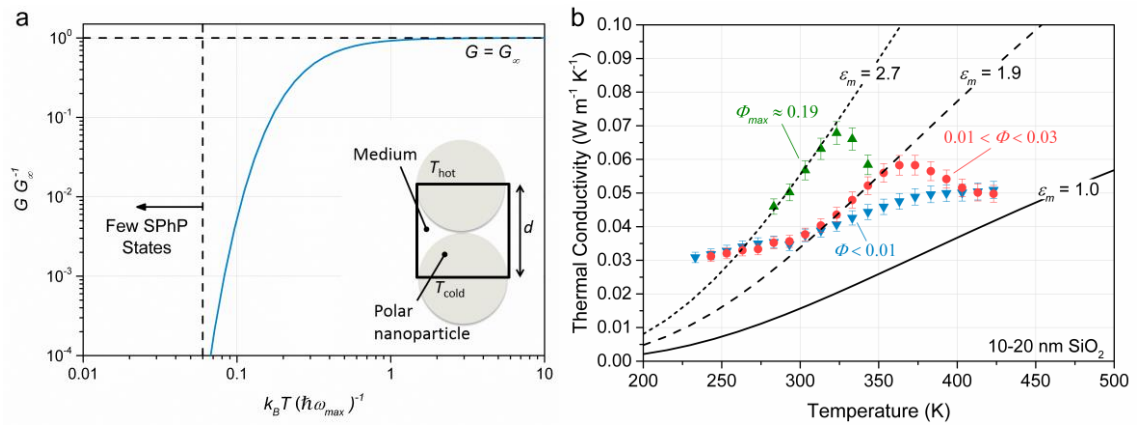 a
G G∞⁻¹
10⁰
10⁻¹
10⁻²
10⁻³
10⁻⁴
G = G∞
Few SPhP
States
Medium
T_hot
d
T_cold
Polar
nanoparticle
0.01
0.1
1
10
k_B T (ħω_max)⁻¹
b
Thermal Conductivity (W m⁻¹ K⁻¹)
0.10
0.09
0.08
0.07
0.06
0.05
0.04
0.03
0.02
0.01
0.00
ε_m = 2.7
ε_m = 1.9
Φ_max ≈ 0.19
0.01 < Φ < 0.03
ε_m = 1.0
Φ < 0.01
10-20 nm SiO₂
200
250
300
350
400
450
500
Temperature (K)